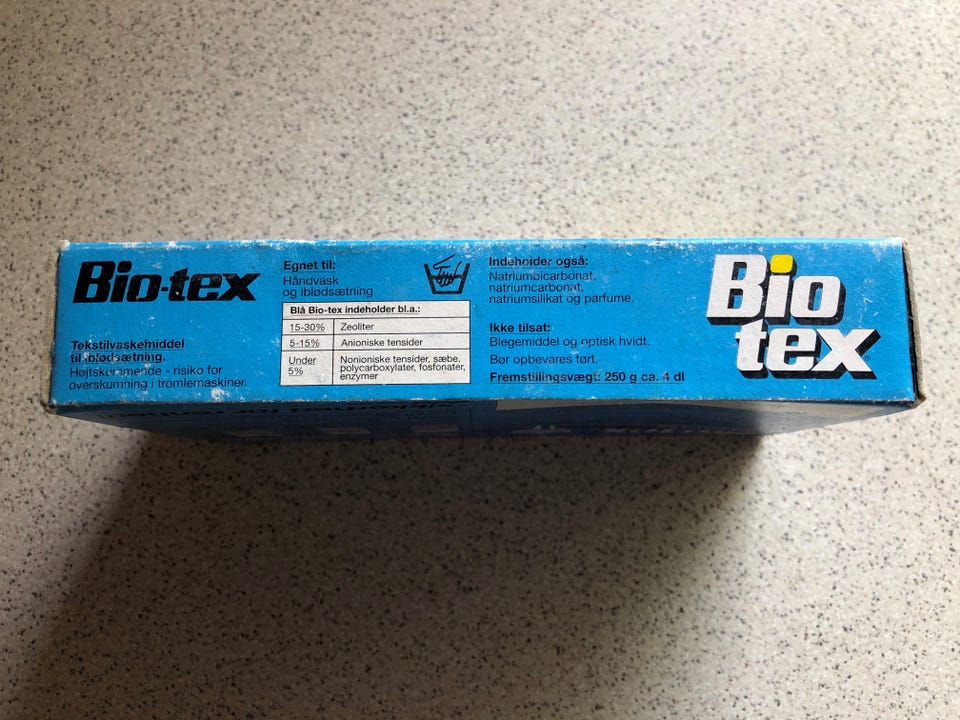 Bio-tex
Tekstilvaskemiddel
til iblødsætning.
Højtskummende - risiko for
overskumning i tromlemaskiner.
Egnet til:
Håndvask
og iblødsætning
Blå Bio-tex indeholder bl.a.:
15-30% Zeoliter
5-15% Anioniske tensider
Under 5% Nonioniske tensider, sæbe,
polycarboxylater, fosfonater,
enzymer
Indeholder også:
Natriumbicarbonat,
natriumcarbonat,
natriumsilikat og parfume.
Ikke tilsat:
Blegemiddel og optisk hvidt.
Bør opbevares tørt.
Fremstillingsvægt: 250 g ca. 4 dl
Bio
tex